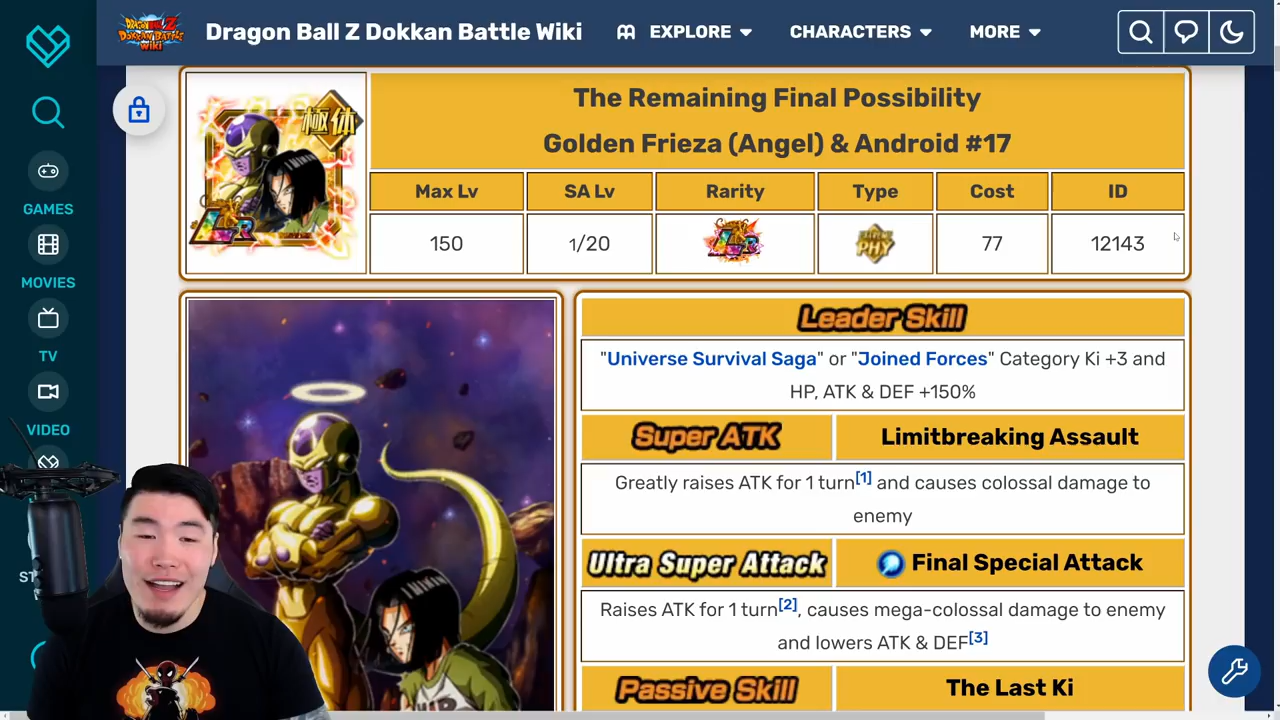 Dragon Ball Z Dokkan Battle Wiki
EXPLORE
CHARACTERS
MORE
GAMES
MOVIES
TV
VIDEO
The Remaining Final Possibility
Golden Frieza (Angel) & Android #17
Max Lv
SA Lv
Rarity
Type
Cost
ID
150
1/20
LR
PHY
77
12143
極体
LR
Leader Skill
"Universe Survival Saga" or "Joined Forces" Category Ki +3 and
HP, ATK & DEF +150%
Super ATK
Limitbreaking Assault
Greatly raises ATK for 1 turn[1] and causes colossal damage to
enemy
Ultra Super Attack
Final Special Attack
Raises ATK for 1 turn[2], causes mega-colossal damage to enemy
and lowers ATK & DEF[3]
Passive Skill
The Last Ki